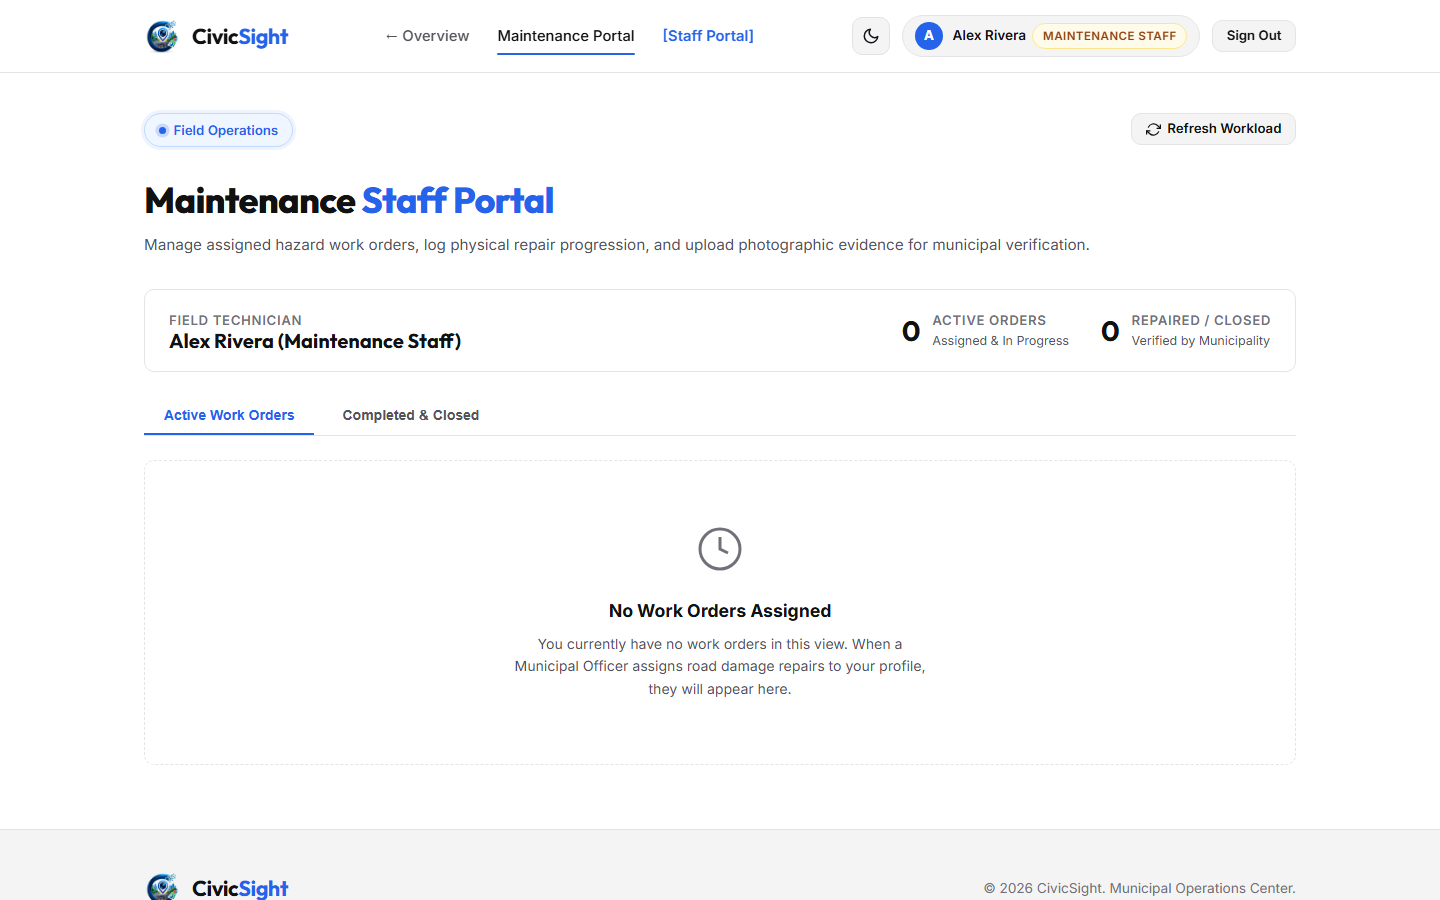 CivicSight
← Overview
Maintenance Portal
[Staff Portal]
A
Alex Rivera
MAINTENANCE STAFF
Sign Out
Field Operations
Refresh Workload
Maintenance Staff Portal
Manage assigned hazard work orders, log physical repair progression, and upload photographic evidence for municipal verification.
FIELD TECHNICIAN
Alex Rivera (Maintenance Staff)
0
ACTIVE ORDERS
Assigned & In Progress
0
REPAIRED / CLOSED
Verified by Municipality
Active Work Orders
Completed & Closed
No Work Orders Assigned
You currently have no work orders in this view. When a
Municipal Officer assigns road damage repairs to your profile,
they will appear here.
CivicSight
© 2026 CivicSight. Municipal Operations Center.